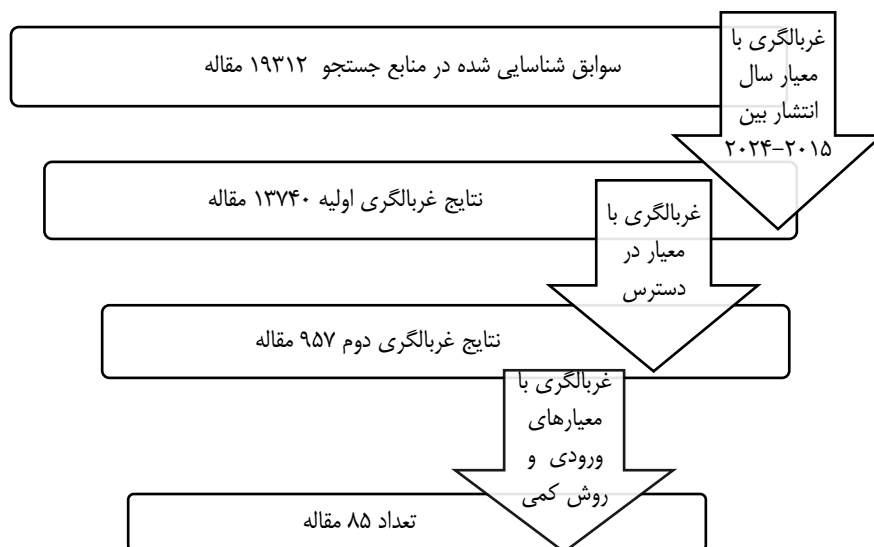 سوابق شناسایی شده در منابع جستجو ۱۹۳۱۲ مقاله
غربالگری با
معیار سال
انتشار بین
۲۰۱۵-۲۰۲۴
نتایج غربالگری اولیه ۱۳۷۴۰ مقاله
غربالگری با
معیار در
دسترس
نتایج غربالگری دوم ۹۵۷ مقاله
غربالگری با
معیارهای
ورودی و
روش کمی
تعداد ۸۵ مقاله